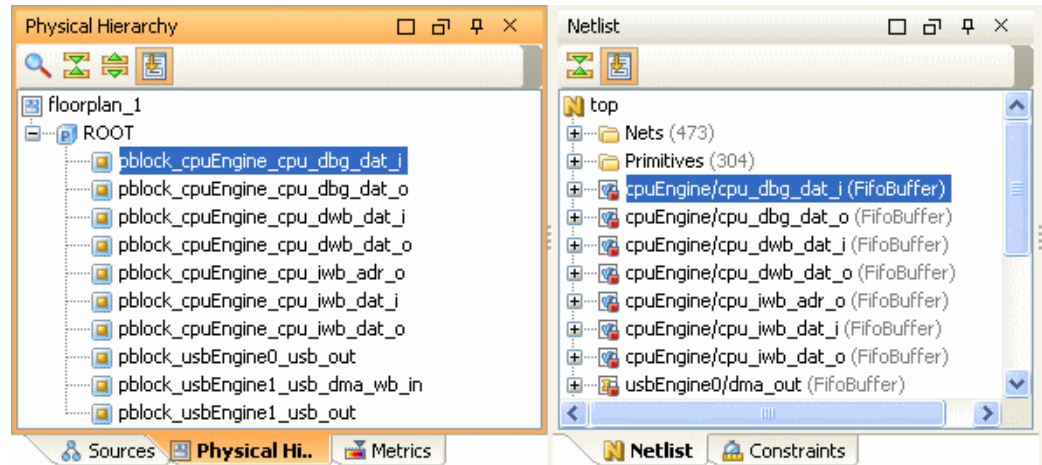 Physical Hierarchy
floorplan_1
ROOT
pblock_cpuEngine_cpu_dbg_dat_i
pblock_cpuEngine_cpu_dbg_dat_o
pblock_cpuEngine_cpu_dwb_dat_i
pblock_cpuEngine_cpu_dwb_dat_o
pblock_cpuEngine_cpu_iwb_adr_o
pblock_cpuEngine_cpu_iwb_dat_i
pblock_cpuEngine_cpu_iwb_dat_o
pblock_usbEngine0_usb_out
pblock_usbEngine1_usb_dma_wb_in
pblock_usbEngine1_usb_out
Sources
Physical Hi..
Metrics
Netlist
top
Nets (473)
Primitives (304)
cpuEngine/cpu_dbg_dat_i (FifoBuffer)
cpuEngine/cpu_dbg_dat_o (FifoBuffer)
cpuEngine/cpu_dwb_dat_i (FifoBuffer)
cpuEngine/cpu_dwb_dat_o (FifoBuffer)
cpuEngine/cpu_iwb_adr_o (FifoBuffer)
cpuEngine/cpu_iwb_dat_i (FifoBuffer)
cpuEngine/cpu_iwb_dat_o (FifoBuffer)
usbEngine0/dma_out (FifoBuffer)
Netlist
Constraints